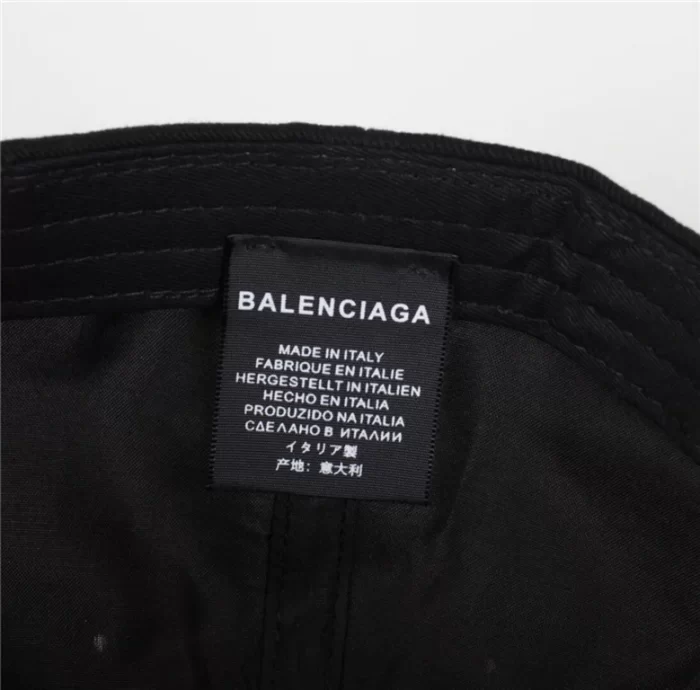 BALENCIAGA
MADE IN ITALY
FABRIQUE EN ITALIE
HERGESTELLT IN ITALIEN
HECHO EN ITALIA
PRODUZIDO NA ITALIA
СДЕЛАНО В ИТАЛИИ
イタリア製
产地: 意大利